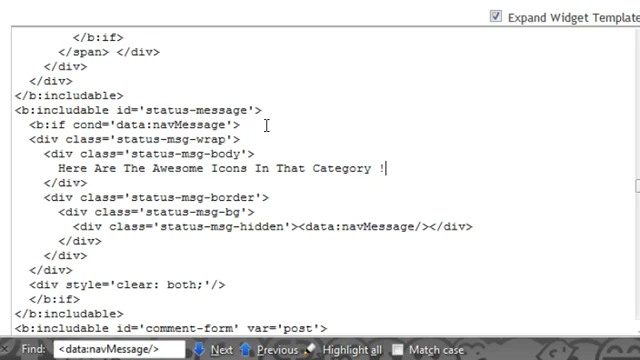 Expand Widget Template
</b:if>
</span> </div>
</div>
</div>
</b:includable>
<b:includable id='status-message'>
<b:if cond='data:navMessage'>
<div class='status-msg-wrap'>
<div class='status-msg-body'>
Here Are The Awesome Icons In That Category !
</div>
<div class='status-msg-border'>
<div class='status-msg-bg'>
<div class='status-msg-hidden'><data:navMessage/></div>
</div>
</div>
</div>
<div style='clear: both;'/>
</b:if>
</b:includable>
<b:includable id='comment-form' var='post'>
Find: <data:navMessage/> Next Previous Highlight all Match case